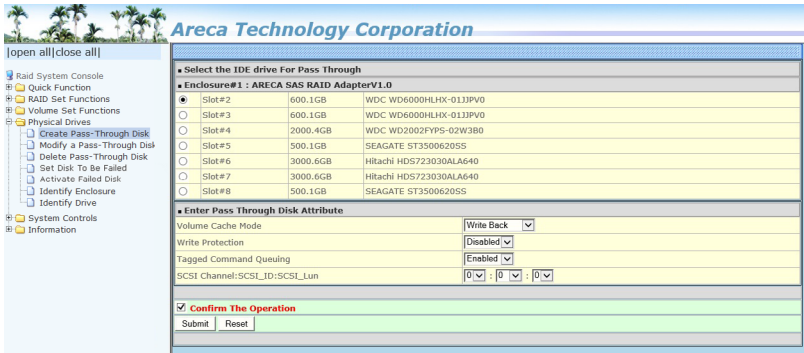 Areca Technology Corporation
|open all|close all|
Raid System Console
Quick Function
RAID Set Functions
Volume Set Functions
Physical Drives
Create Pass-Through Disk
Modify a Pass-Through Disk
Delete Pass-Through Disk
Set Disk To Be Failed
Activate Failed Disk
Identify Enclosure
Identify Drive
System Controls
Information
Select the IDE drive For Pass Through
Enclosure#1 : ARECA SAS RAID AdapterV1.0
Slot#2 600.1GB WDC WD6000HLHX-01JJPV0
Slot#3 600.1GB WDC WD6000HLHX-01JJPV0
Slot#4 2000.4GB WDC WD2002FYPS-02W3B0
Slot#5 500.1GB SEAGATE ST3500620SS
Slot#6 3000.6GB Hitachi HDS723030ALA640
Slot#7 3000.6GB Hitachi HDS723030ALA640
Slot#8 500.1GB SEAGATE ST3500620SS
Enter Pass Through Disk Attribute
Volume Cache Mode Write Back
Write Protection Disabled
Tagged Command Queuing Enabled
SCSI Channel:SCSI_ID:SCSI_Lun 0 : 0 : 0
Confirm The Operation
Submit Reset